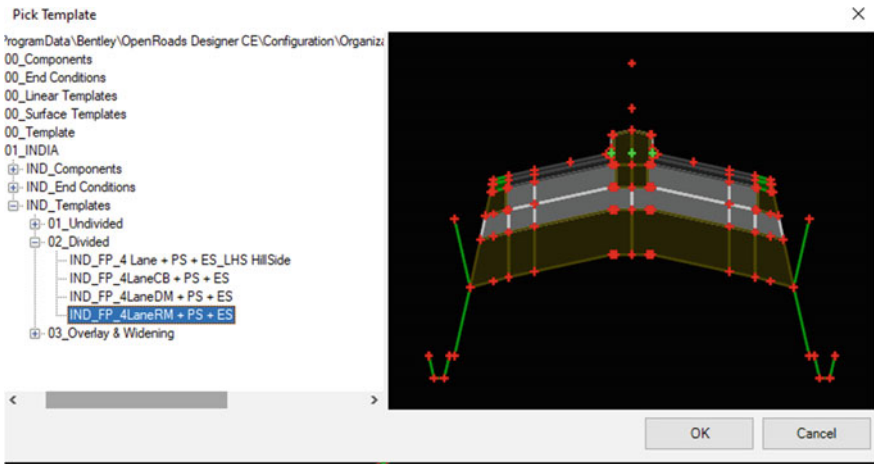 Pick Template
ProgramData\Bentley\OpenRoads Designer CE\Configuration\Organiza
00_Components
00_End Conditions
00_Linear Templates
00_Surface Templates
00_Template
01_INDIA
IND_Components
IND_End Conditions
IND_Templates
01_Undivided
02_Divided
IND_FP_4 Lane + PS + ES_LHS HillSide
IND_FP_4LaneCB + PS + ES
IND_FP_4LaneDM + PS + ES
IND_FP_4LaneRM + PS + ES
03_Overlay & Widening
OK
Cancel